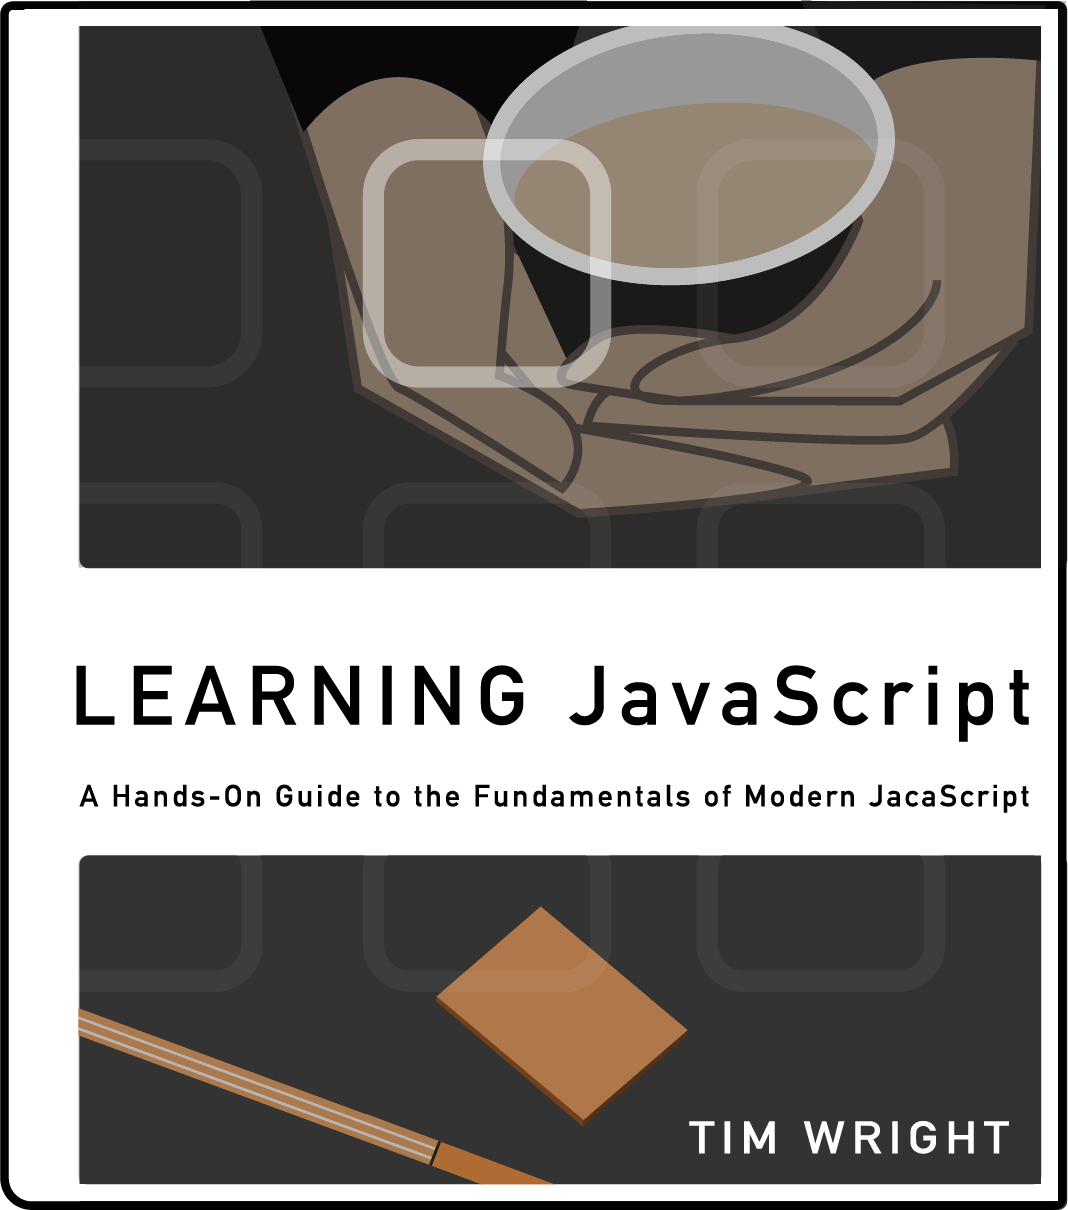 LEARNING JavaScript
A Hands-On Guide to the Fundamentals of Modern JacaScript
TIM WRIGHT